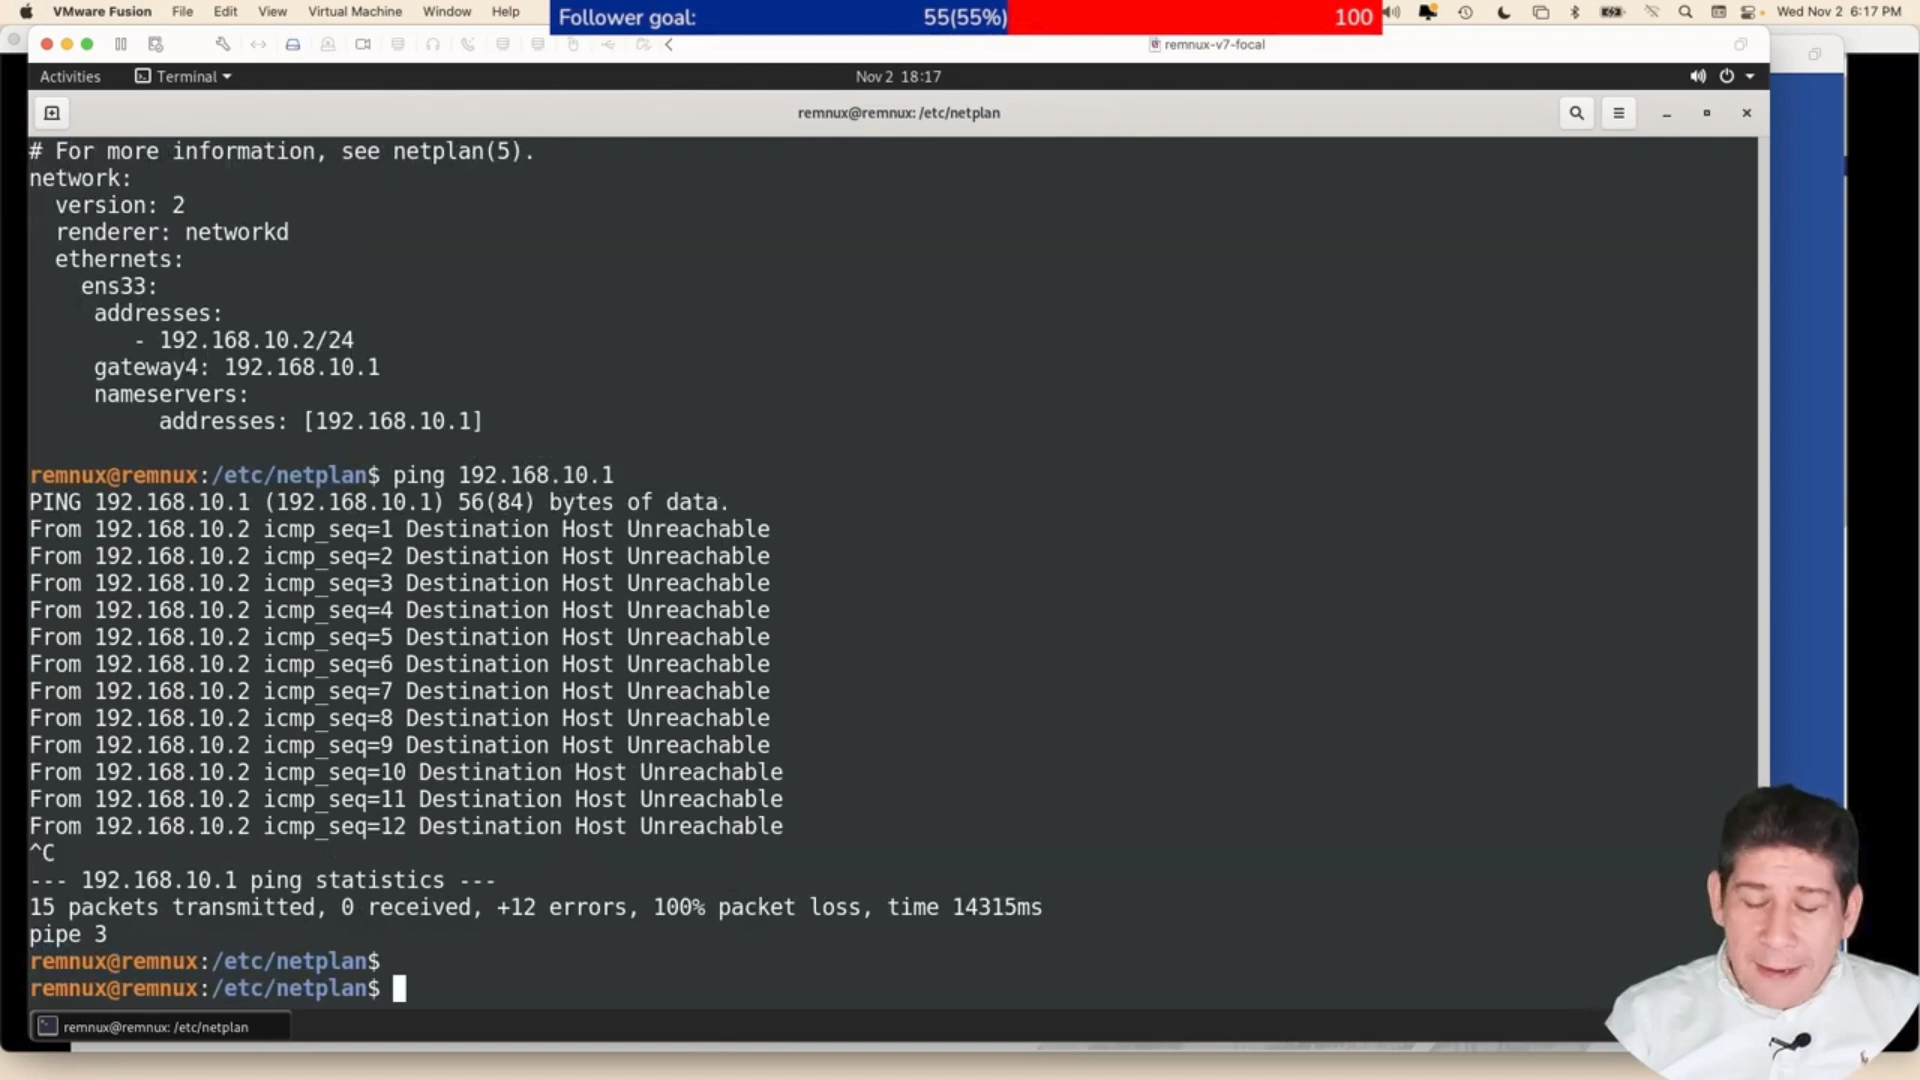 VMware Fusion File Edit View Virtual Machine Window Help
Follower goal: 55(55%) 100
Wed Nov 2 6:17 PM
remnux-v7-focal
Activities Terminal Nov 2 18:17
remnux@remnux: /etc/netplan
# For more information, see netplan(5).
network:
  version: 2
  renderer: networkd
  ethernets:
    ens33:
     addresses:
        - 192.168.10.2/24
     gateway4: 192.168.10.1
     nameservers:
          addresses: [192.168.10.1]
remnux@remnux:/etc/netplan$ ping 192.168.10.1
PING 192.168.10.1 (192.168.10.1) 56(84) bytes of data.
From 192.168.10.2 icmp_seq=1 Destination Host Unreachable
From 192.168.10.2 icmp_seq=2 Destination Host Unreachable
From 192.168.10.2 icmp_seq=3 Destination Host Unreachable
From 192.168.10.2 icmp_seq=4 Destination Host Unreachable
From 192.168.10.2 icmp_seq=5 Destination Host Unreachable
From 192.168.10.2 icmp_seq=6 Destination Host Unreachable
From 192.168.10.2 icmp_seq=7 Destination Host Unreachable
From 192.168.10.2 icmp_seq=8 Destination Host Unreachable
From 192.168.10.2 icmp_seq=9 Destination Host Unreachable
From 192.168.10.2 icmp_seq=10 Destination Host Unreachable
From 192.168.10.2 icmp_seq=11 Destination Host Unreachable
From 192.168.10.2 icmp_seq=12 Destination Host Unreachable
^C
--- 192.168.10.1 ping statistics ---
15 packets transmitted, 0 received, +12 errors, 100% packet loss, time 14315ms
pipe 3
remnux@remnux:/etc/netplan$
remnux@remnux:/etc/netplan$
remnux@remnux: /etc/netplan